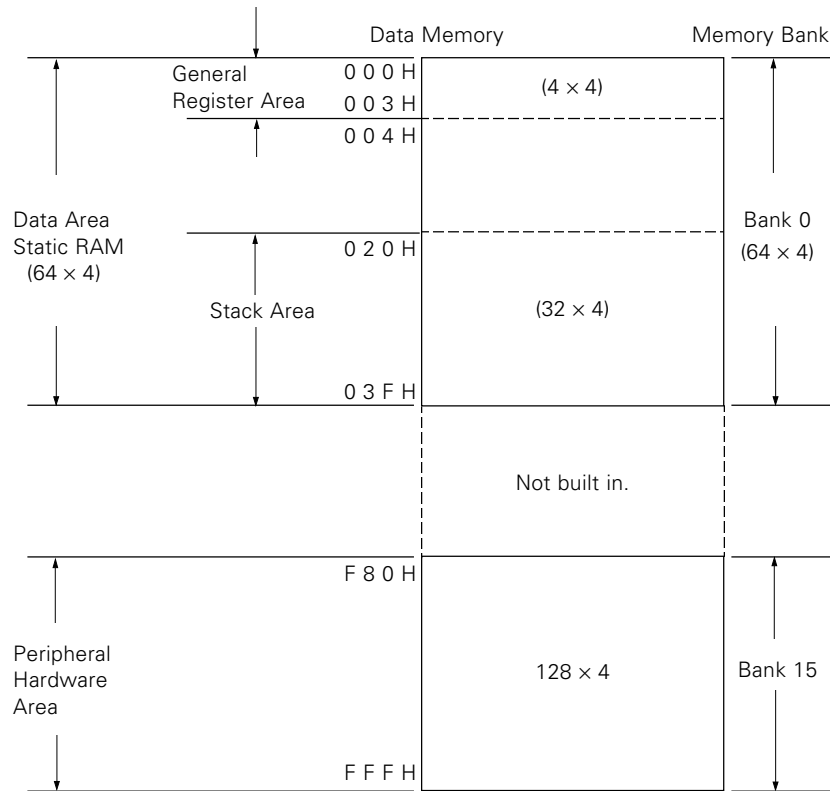 Data Memory
Memory Bank
General
Register Area
000H
003H
004H
(4 × 4)
Data Area
Static RAM
(64 × 4)
Bank 0
(64 × 4)
020H
Stack Area
(32 × 4)
03FH
Not built in.
F80H
Peripheral
Hardware
Area
128 × 4
Bank 15
FFFH